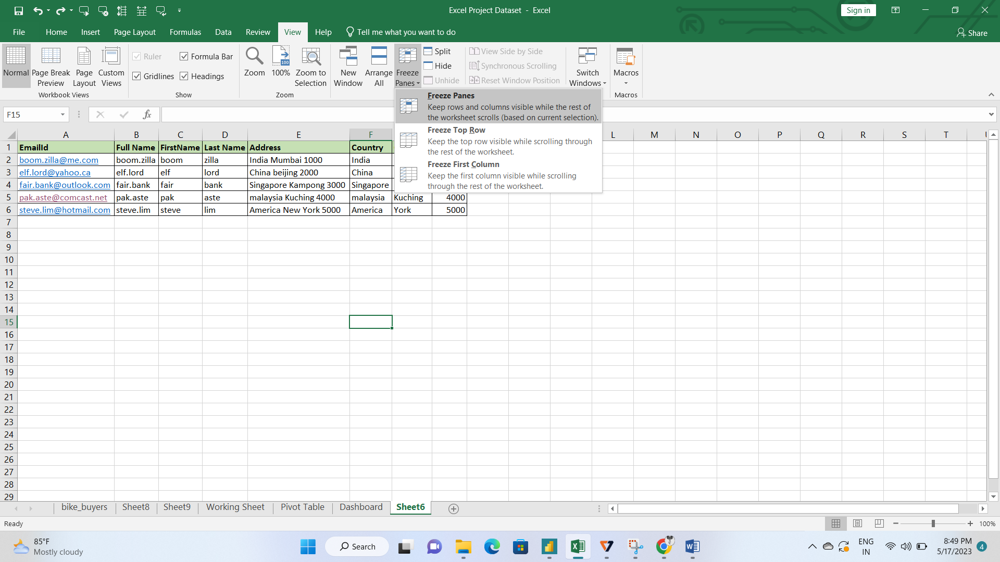 Excel Project Dataset - Excel
Sign in
File Home Insert Page Layout Formulas Data Review View Help Tell me what you want to do
Share
Normal
Page Break Preview
Page Layout
Custom Views
Workbook Views
Ruler
Formula Bar
Gridlines
Headings
Show
Zoom
100
100%
Zoom to Selection
Zoom
New Window
Arrange All
Freeze Panes
Split
Hide
Unhide
View Side by Side
Synchronous Scrolling
Reset Window Position
Switch Windows
Macros
Macros
Freeze Panes
Keep rows and columns visible while the rest of
the worksheet scrolls (based on current selection).
Freeze Top Row
Keep the top row visible while scrolling through
the rest of the worksheet.
Freeze First Column
Keep the first column visible while scrolling
through the rest of the worksheet.
F15
fx
A B C D E F L M N O P Q R S T
1 EmailId Full Name FirstName Last Name Address Country
2 boom.zilla@me.com boom.zilla boom zilla India Mumbai 1000 India
3 elf.lord@yahoo.ca elf.lord elf lord China beijing 2000 China
4 fair.bank@outlook.com fair.bank fair bank Singapore Kampong 3000 Singapore
5 pak.aste@comcast.net pak.aste pak aste malaysia Kuching 4000 malaysia Kuching 4000
6 steve.lim@hotmail.com steve.lim steve lim America New York 5000 America York 5000
7
8
9
10
11
12
13
14
15
16
17
18
19
20
21
22
23
24
25
26
27
28
29
bike_buyers Sheet8 Sheet9 Working Sheet Pivot Table Dashboard Sheet6
Ready
100%
85°F
Mostly cloudy
Search
ENG
IN
8:49 PM
5/17/2023
4